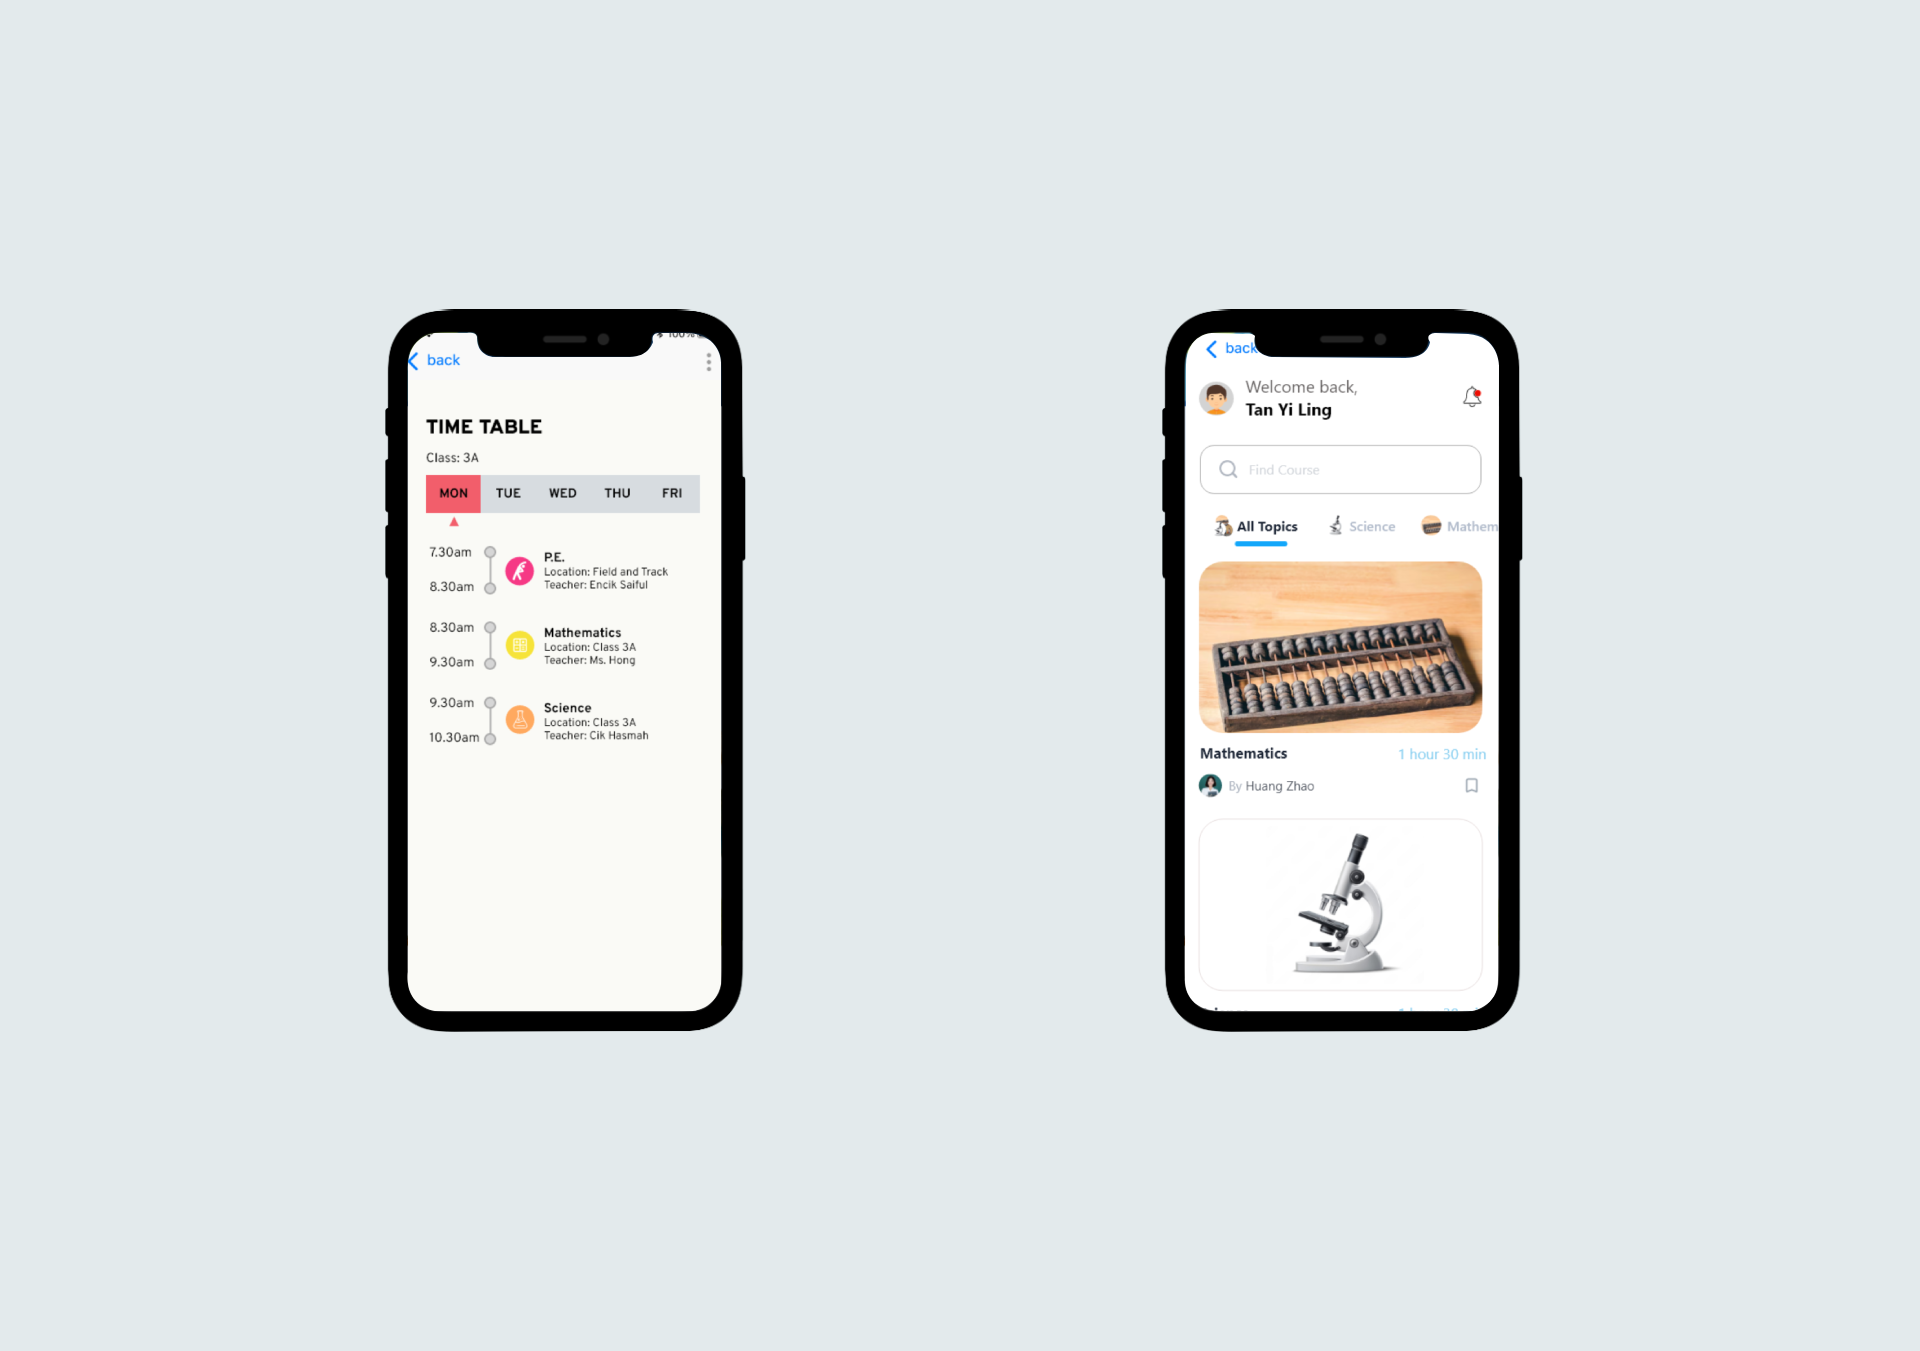 100%
back
TIME TABLE
Class: 3A
MON TUE WED THU FRI
7.30am
8.30am
P.E.
Location: Field and Track
Teacher: Encik Saiful
8.30am
9.30am
Mathematics
Location: Class 3A
Teacher: Ms. Hong
9.30am
10.30am
Science
Location: Class 3A
Teacher: Cik Hasmah
back
Welcome back,
Tan Yi Ling
Find Course
All Topics Science Mathem
Mathematics 1 hour 30 min
By Huang Zhao